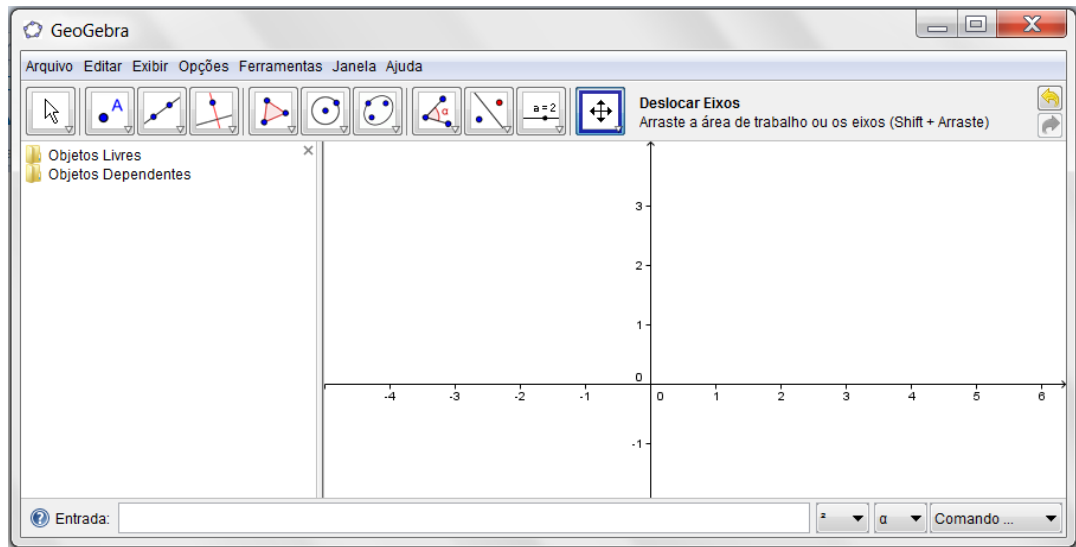 GeoGebra
Arquivo Editar Exibir Opções Ferramentas Janela Ajuda
A
α
a = 2
Deslocar Eixos
Arraste a área de trabalho ou os eixos (Shift + Arraste)
Objetos Livres
Objetos Dependentes
3
2
1
0
-4 -3 -2 -1 0 1 2 3 4 5 6
-1
Entrada: ² α Comando ...